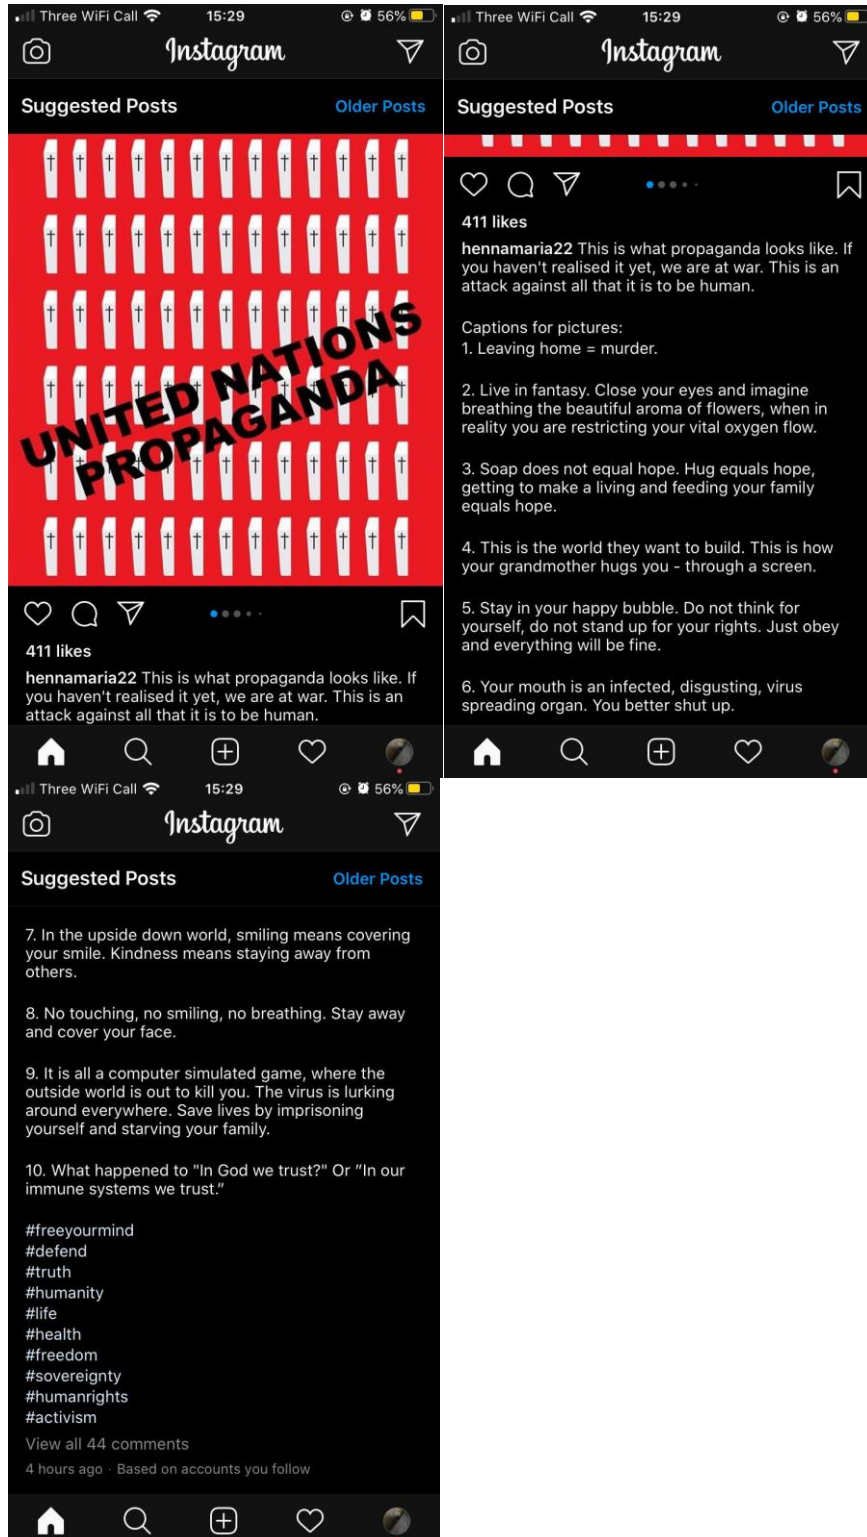 Three WiFi Call 15:29 56%
Instagram
Suggested Posts Older Posts
UNITED NATIONS
PROPAGANDA
411 likes
hennamaria22 This is what propaganda looks like. If
you haven't realised it yet, we are at war. This is an
attack against all that it is to be human.
Three WiFi Call 15:29 56%
Instagram
Suggested Posts Older Posts
411 likes
hennamaria22 This is what propaganda looks like. If
you haven't realised it yet, we are at war. This is an
attack against all that it is to be human.
Captions for pictures:
1. Leaving home = murder.
2. Live in fantasy. Close your eyes and imagine
breathing the beautiful aroma of flowers, when in
reality you are restricting your vital oxygen flow.
3. Soap does not equal hope. Hug equals hope,
getting to make a living and feeding your family
equals hope.
4. This is the world they want to build. This is how
your grandmother hugs you - through a screen.
5. Stay in your happy bubble. Do not think for
yourself, do not stand up for your rights. Just obey
and everything will be fine.
6. Your mouth is an infected, disgusting, virus
spreading organ. You better shut up.
Three WiFi Call 15:29 56%
Instagram
Suggested Posts Older Posts
7. In the upside down world, smiling means covering
your smile. Kindness means staying away from
others.
8. No touching, no smiling, no breathing. Stay away
and cover your face.
9. It is all a computer simulated game, where the
outside world is out to kill you. The virus is lurking
around everywhere. Save lives by imprisoning
yourself and starving your family.
10. What happened to "In God we trust?" Or "In our
immune systems we trust."
#freeyourmind
#defend
#truth
#humanity
#life
#health
#freedom
#sovereignty
#humanrights
#activism
View all 44 comments
4 hours ago · Based on accounts you follow